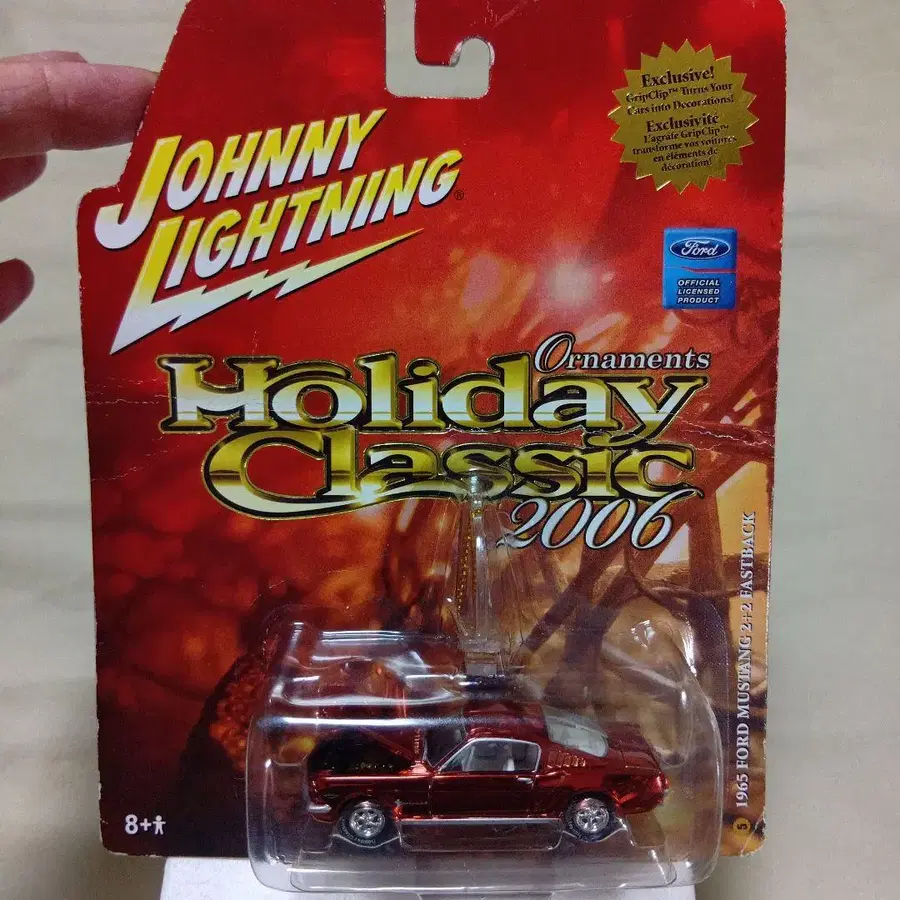 Exclusive!
GripClip™ Turns Your
Cars into Decorations!
Exclusivité
L'agrafe GripClip™
transforme vos voitures
en éléments de
décoration!
JOHNNY
LIGHTNING®
Ford
OFFICIAL
LICENSED
PRODUCT
Ornaments
Holiday
Classic
2006
5 1965 FORD MUSTANG 2+2 FASTBACK
8+